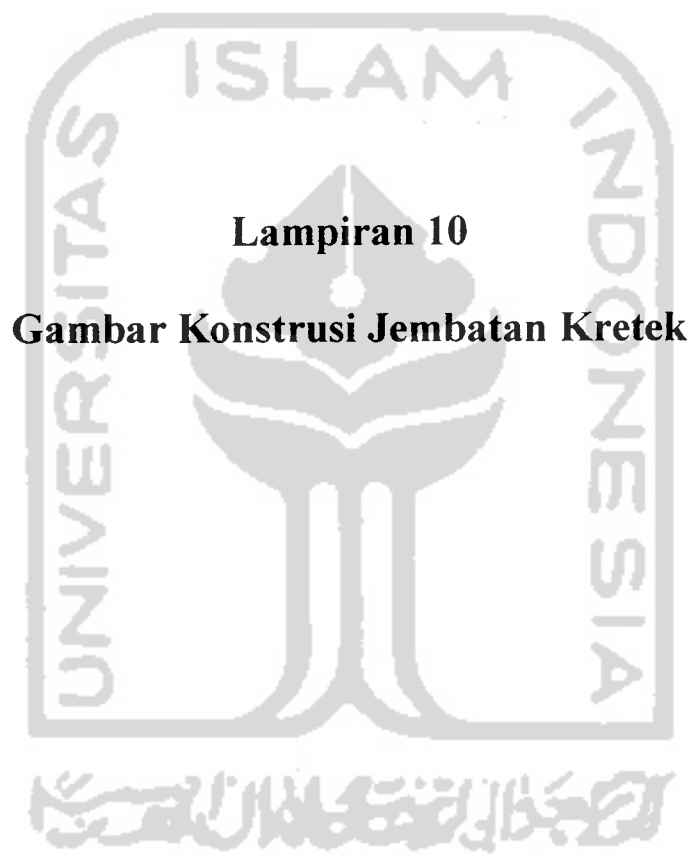 ISLAM
UNIVERSITAS
INDONESIA
Lampiran 10
Gambar Konstrusi Jembatan Kretek